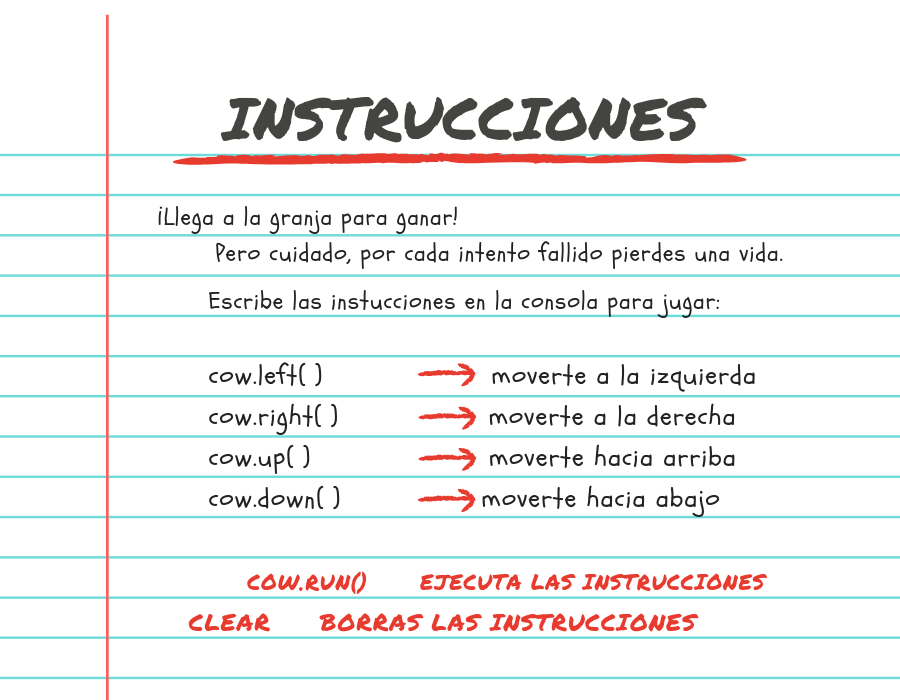 INSTRUCCIONES
¡Llega a la granja para ganar!
Pero cuidado, por cada intento fallido pierdes una vida.
Escribe las instucciones en la consola para jugar:
cow.left( ) → moverte a la izquierda
cow.right( ) → moverte a la derecha
cow.up( ) → moverte hacia arriba
cow.down( ) → moverte hacia abajo
COW.RUN() EJECUTA LAS INSTRUCCIONES
CLEAR BORRAS LAS INSTRUCCIONES